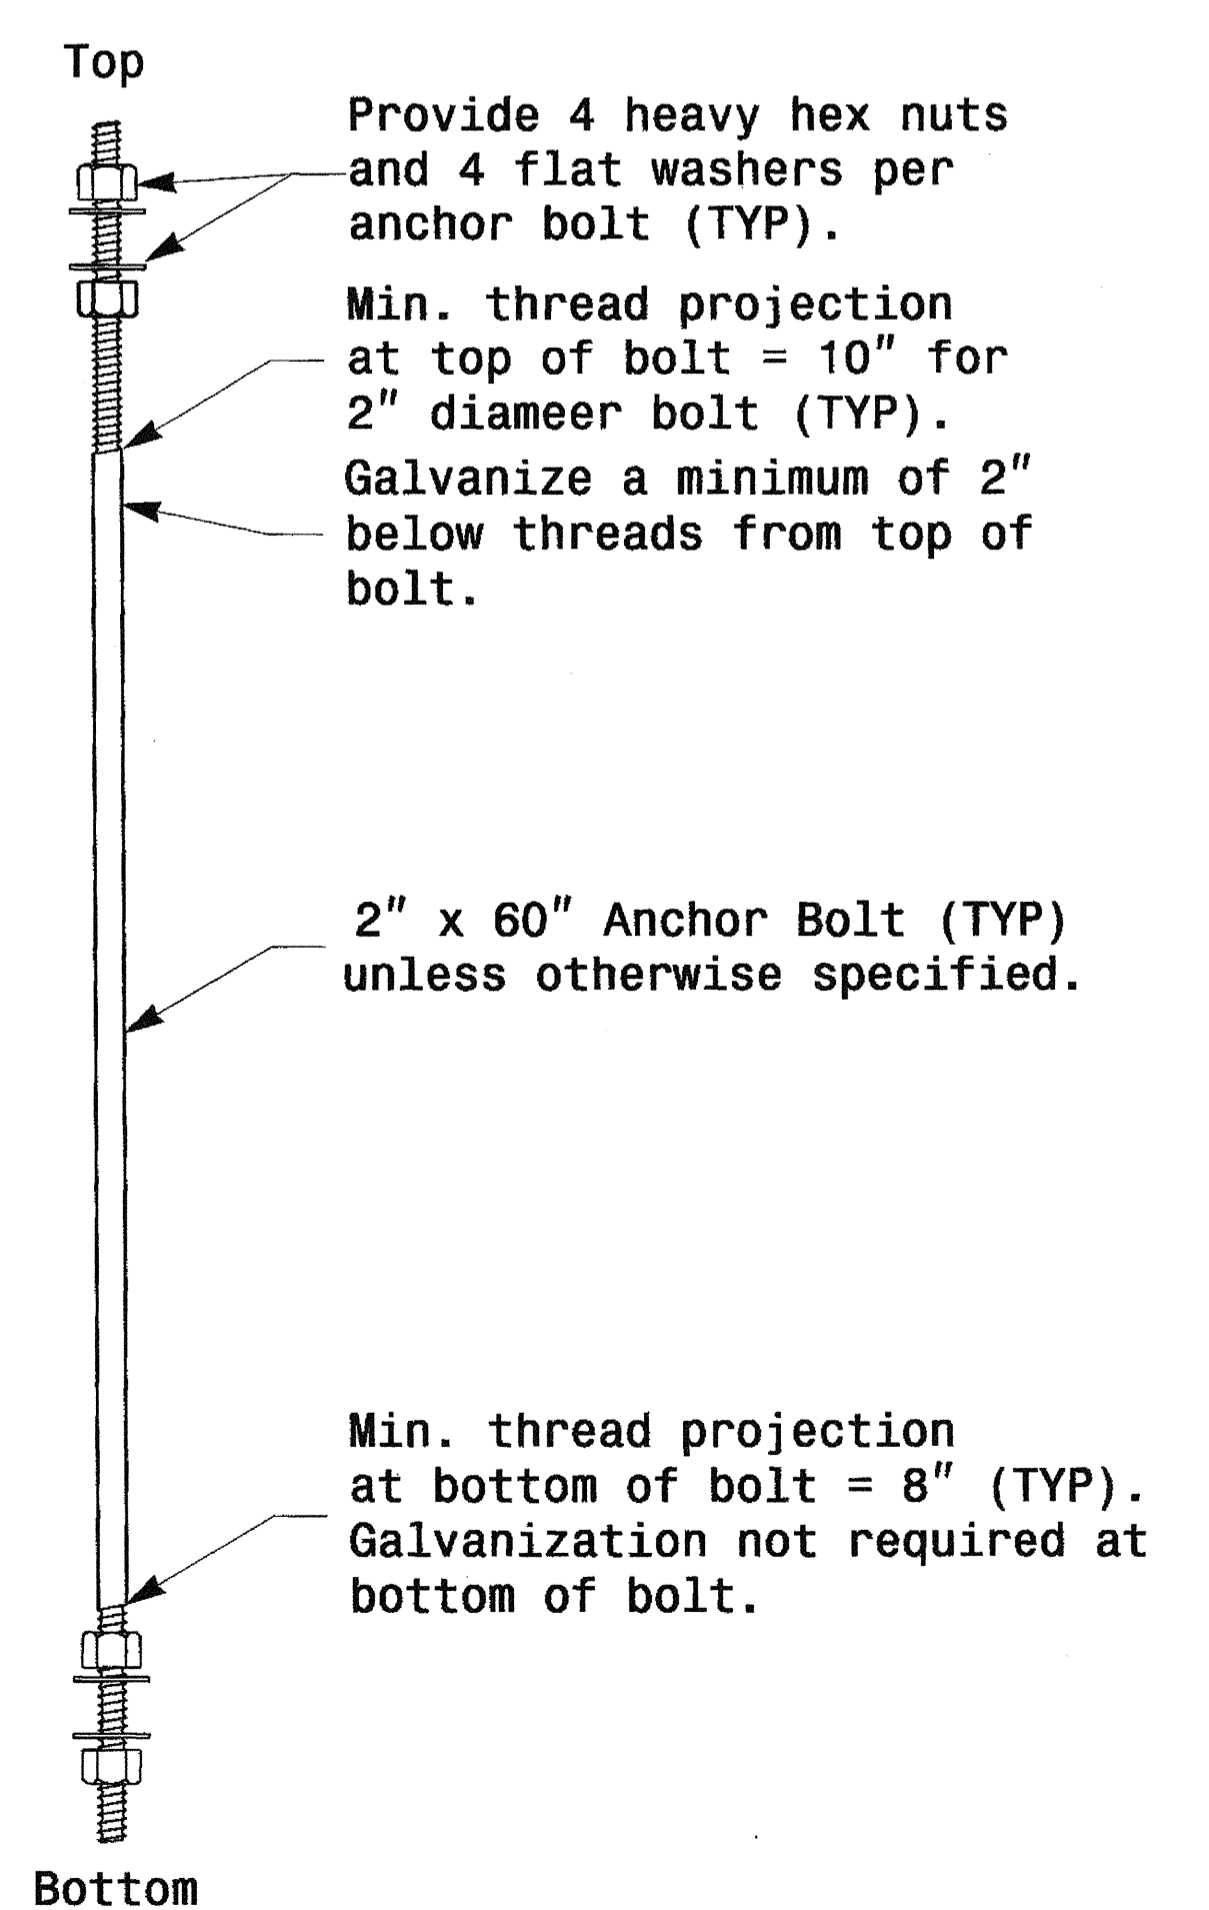 Top
Provide 4 heavy hex nuts
and 4 flat washers per
anchor bolt (TYP).
Min. thread projection
at top of bolt = 10" for
2" diameer bolt (TYP).
Galvanize a minimum of 2"
below threads from top of
bolt.
2" x 60" Anchor Bolt (TYP)
unless otherwise specified.
Min. thread projection
at bottom of bolt = 8" (TYP).
Galvanization not required at
bottom of bolt.
Bottom